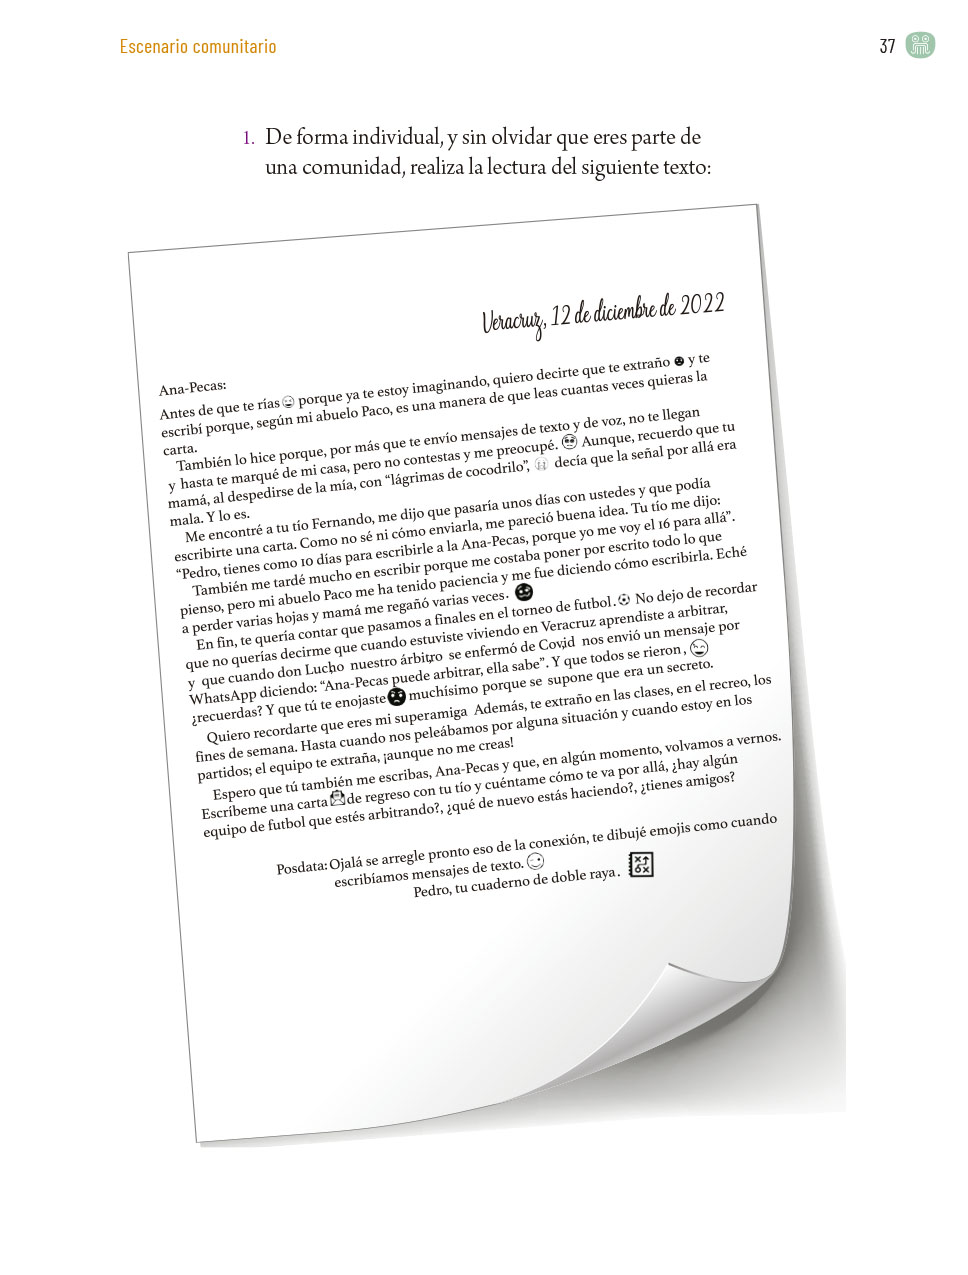 Escenario comunitario
37
1. De forma individual, y sin olvidar que eres parte de
una comunidad, realiza la lectura del siguiente texto:
Veracruz, 12 de diciembre de 2022
Ana-Pecas:
Antes de que te rías porque ya te estoy imaginando, quiero decirte que te extraño y te
escribí porque, según mi abuelo Paco, es una manera de que leas cuantas veces quieras la
carta.
También lo hice porque, por más que te envío mensajes de texto y de voz, no te llegan
y hasta te marqué de mi casa, pero no contestas y me preocupé. Aunque, recuerdo que tu
mamá, al despedirse de la mía, con “lágrimas de cocodrilo”, decía que la señal por allá era
mala. Y lo es.
Me encontré a tu tío Fernando, me dijo que pasaría unos días con ustedes y que podía
escribirte una carta. Como no sé ni cómo enviarla, me pareció buena idea. Tu tío me dijo:
“Pedro, tienes como 10 días para escribirle a la Ana-Pecas, porque yo me voy el 16 para allá”.
También me tardé mucho en escribir porque me costaba poner por escrito todo lo que
pienso, pero mi abuelo Paco me ha tenido paciencia y me fue diciendo cómo escribirla. Eché
a perder varias hojas y mamá me regañó varias veces.
En fin, te quería contar que pasamos a finales en el torneo de futbol. No dejo de recordar
que no querías decirme que cuando estuviste viviendo en Veracruz aprendiste a arbitrar,
y que cuando don Lucho, nuestro árbitro, se enfermó de Covid, nos envió un mensaje por
WhatsApp diciendo: “Ana-Pecas puede arbitrar, ella sabe”. Y que todos se rieron,
¿recuerdas? Y que tú te enojaste muchísimo porque se supone que era un secreto.
Quiero recordarte que eres mi superamiga Además, te extraño en las clases, en el recreo, los
fines de semana. Hasta cuando nos peleábamos por alguna situación y cuando estoy en los
partidos; el equipo te extraña, ¡aunque no me creas!
Espero que tú también me escribas, Ana-Pecas y que, en algún momento, volvamos a vernos.
Escríbeme una carta de regreso con tu tío y cuéntame cómo te va por allá, ¿hay algún
equipo de futbol que estés arbitrando?, ¿qué de nuevo estás haciendo?, ¿tienes amigos?
Posdata: Ojalá se arregle pronto eso de la conexión, te dibujé emojis como cuando
escribíamos mensajes de texto.
Pedro, tu cuaderno de doble raya.